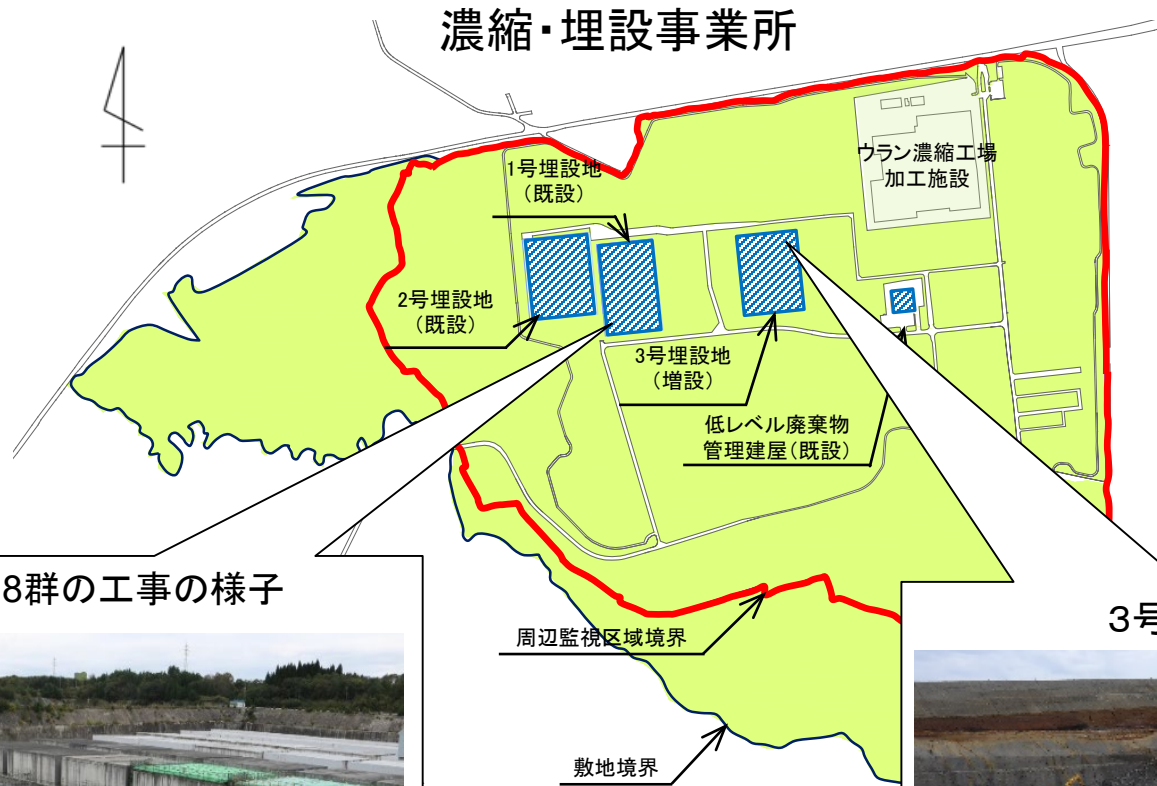 濃縮・埋設事業所
ウラン濃縮工場
加工施設
1号埋設地
(既設)
2号埋設地
(既設)
3号埋設地
(増設)
低レベル廃棄物
管理建屋(既設)
8群の工事の様子
3号
周辺監視区域境界
敷地境界